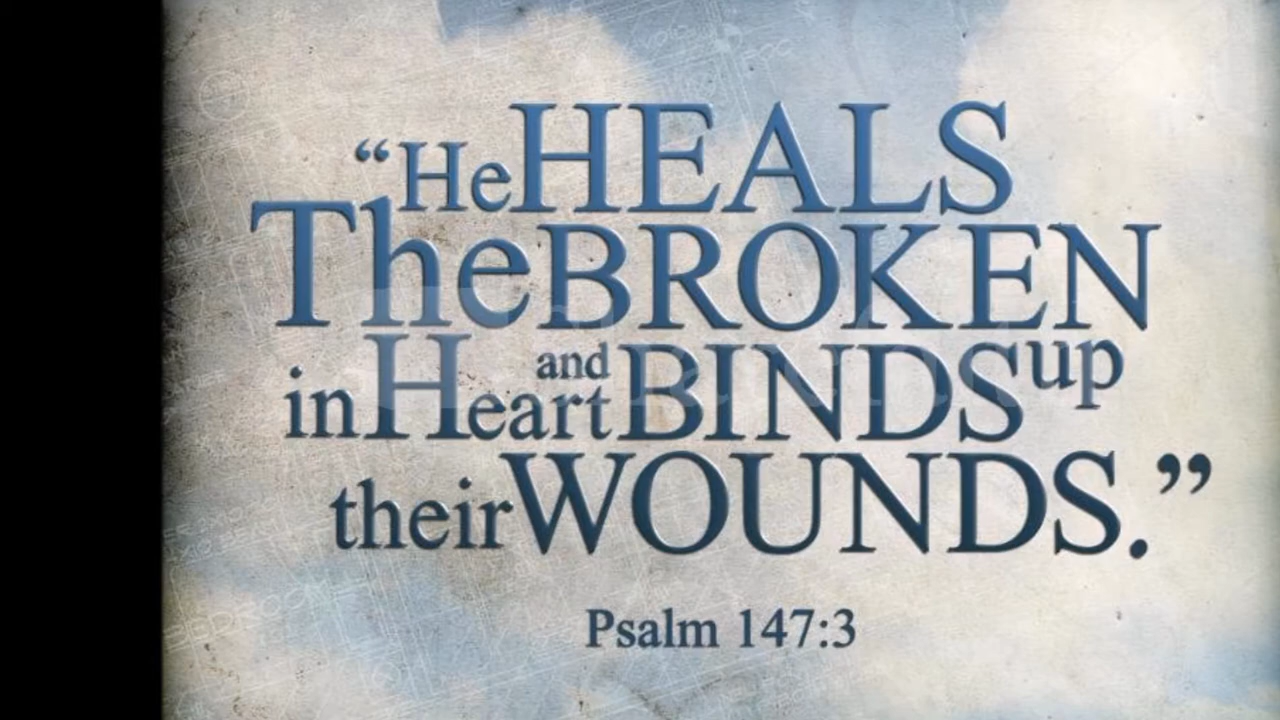 “He HEALS
The BROKEN
in Heart and BINDS up
their WOUNDS.”
Psalm 147:3